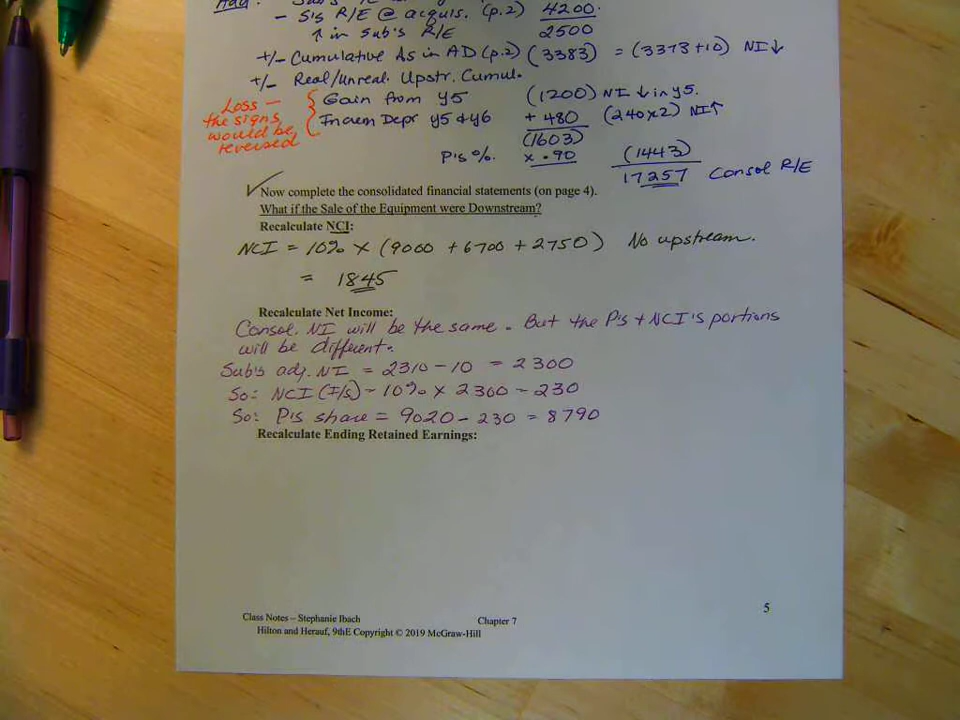 Add:
- S's R/E @ acquis. (p.2) 4200
↑ in Sub's R/E 2500
+/- Cumulative Δs in AD (p.2) (3383) = (3373 +10) NI↓
+/- Real/Unreal. Upstr. Cumul.
Loss - the signs would be reversed
Gain from Y5 (1200) NI ↓ in Y5.
Increm Depr Y5 & Y6 + 480 (240x2) NI↑
(1603)
P's %. x .90 (1443)
17257 Consol R/E
Now complete the consolidated financial statements (on page 4).
What if the Sale of the Equipment were Downstream?
Recalculate NCI:
NCI = 10% x (9000 + 6700 + 2750) No upstream.
= 1845
Recalculate Net Income:
Consol. NI will be the same. But the P's + NCI's portions
will be different.
Sub's adj. NI = 2310 - 10 = 2300
So: NCI (I/S) = 10% x 2300 = 230
So: P's share = 9020 - 230 = 8790
Recalculate Ending Retained Earnings:
5
Class Notes – Stephanie Ibach Chapter 7
Hilton and Herauf, 9thE Copyright © 2019 McGraw-Hill